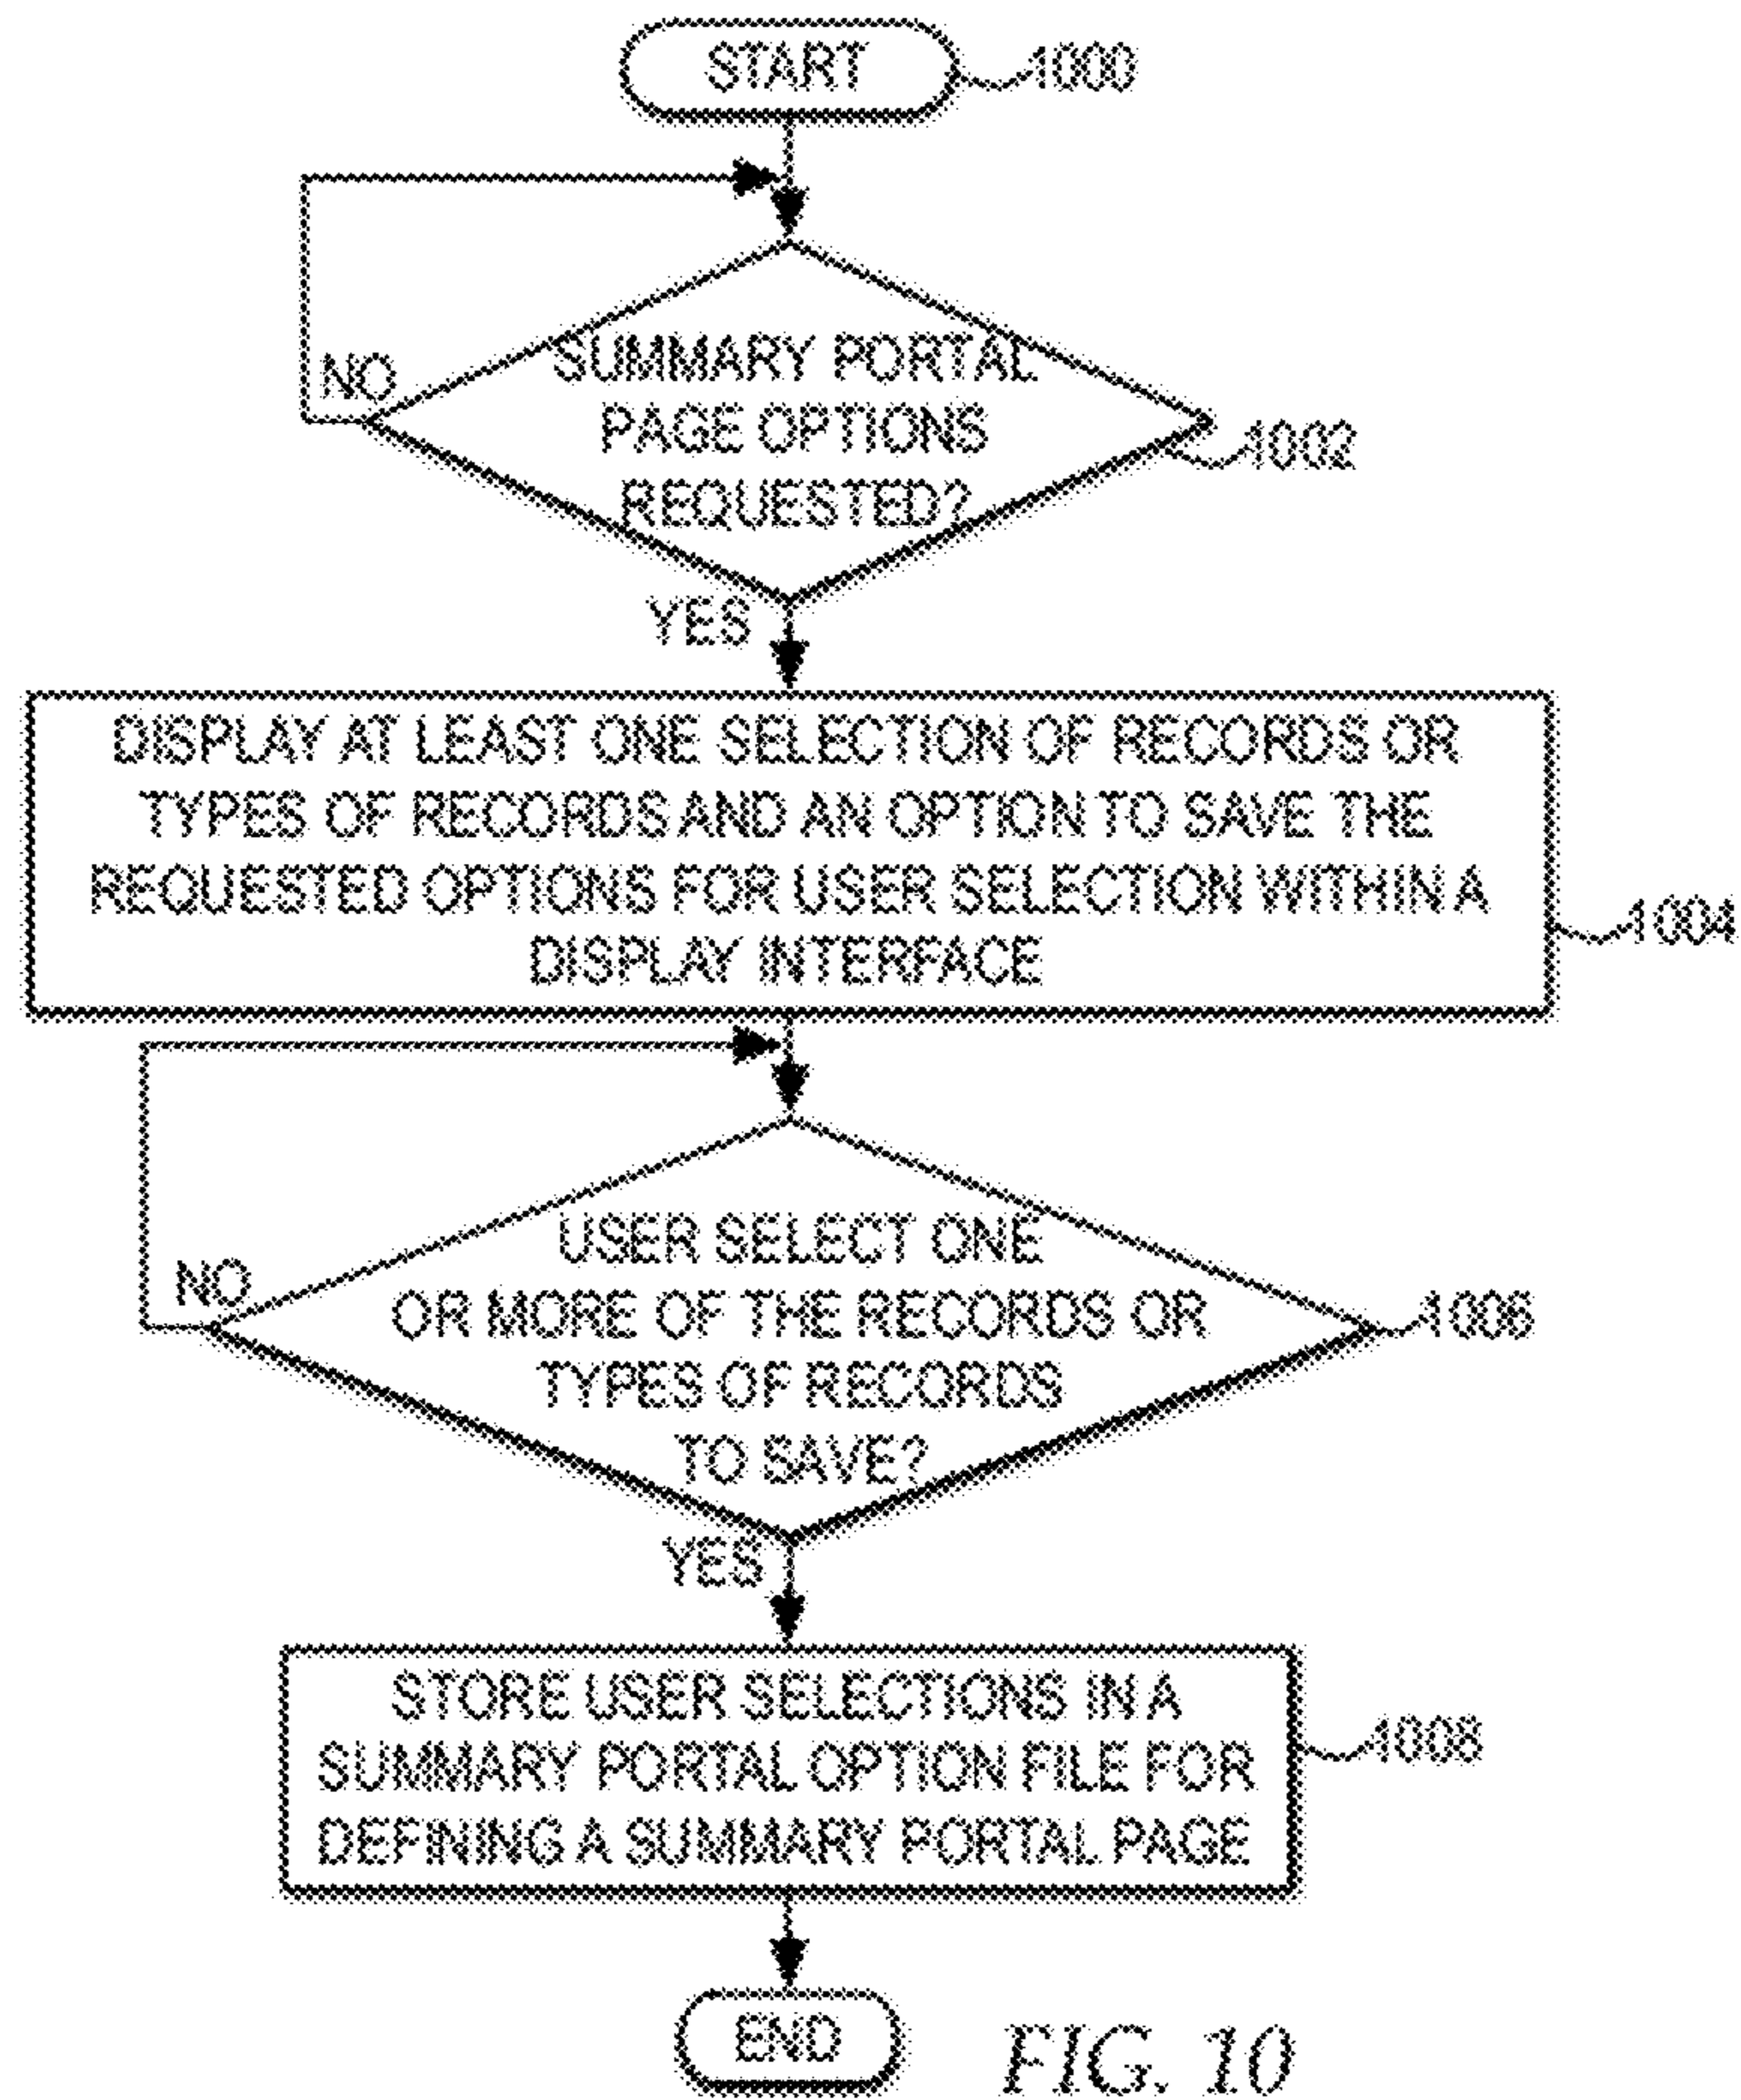 START
1000
SUMMARY PORTAL
PAGE OPTIONS
REQUESTED?
1002
NO
YES
DISPLAY AT LEAST ONE SELECTION OF RECORDS OR
TYPES OF RECORDS AND AN OPTION TO SAVE THE
REQUESTED OPTIONS FOR USER SELECTION WITHIN A
DISPLAY INTERFACE
1004
USER SELECT ONE
OR MORE OF THE RECORDS OR
TYPES OF RECORDS
TO SAVE?
1006
NO
YES
STORE USER SELECTIONS IN A
SUMMARY PORTAL OPTION FILE FOR
DEFINING A SUMMARY PORTAL PAGE
1008
END
FIG. 10